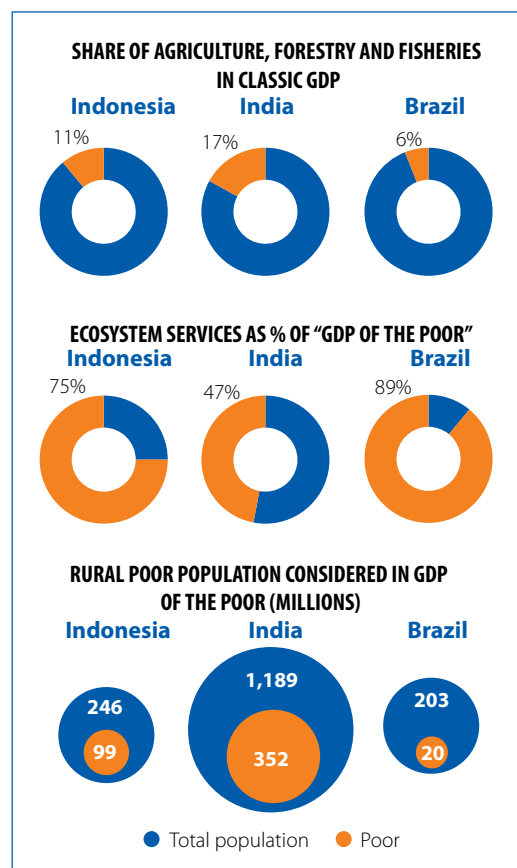 SHARE OF AGRICULTURE, FORESTRY AND FISHERIES
IN CLASSIC GDP
Indonesia India Brazil
11% 17% 6%
ECOSYSTEM SERVICES AS % OF “GDP OF THE POOR”
Indonesia India Brazil
75% 47% 89%
RURAL POOR POPULATION CONSIDERED IN GDP
OF THE POOR (MILLIONS)
Indonesia India Brazil
246 1,189 203
99 352 20
Total population Poor